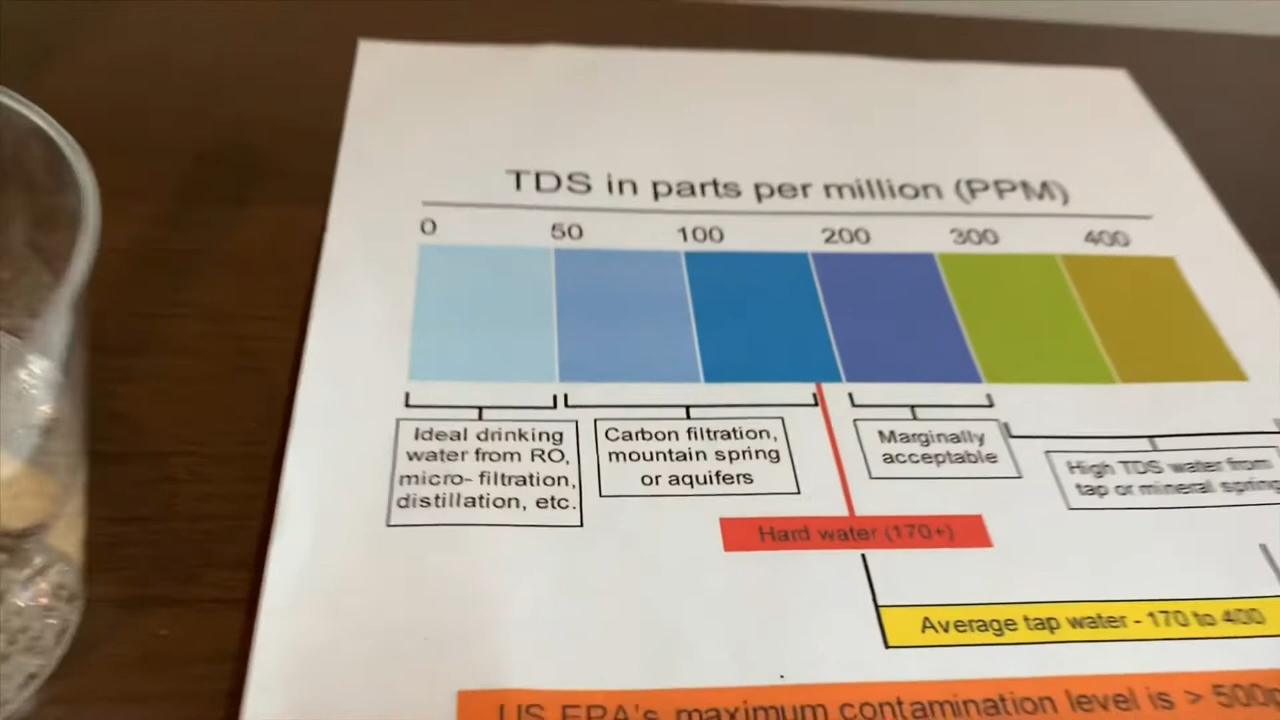 TDS in parts per million (PPM)
0 50 100 200 300 400
Ideal drinking
water from RO,
micro- filtration,
distillation, etc.
Carbon filtration,
mountain spring
or aquifers
Marginally
acceptable
High TDS water from
tap or mineral spring
Hard water (170+)
Average tap water - 170 to 400
US EPA's maximum contamination level is > 500p